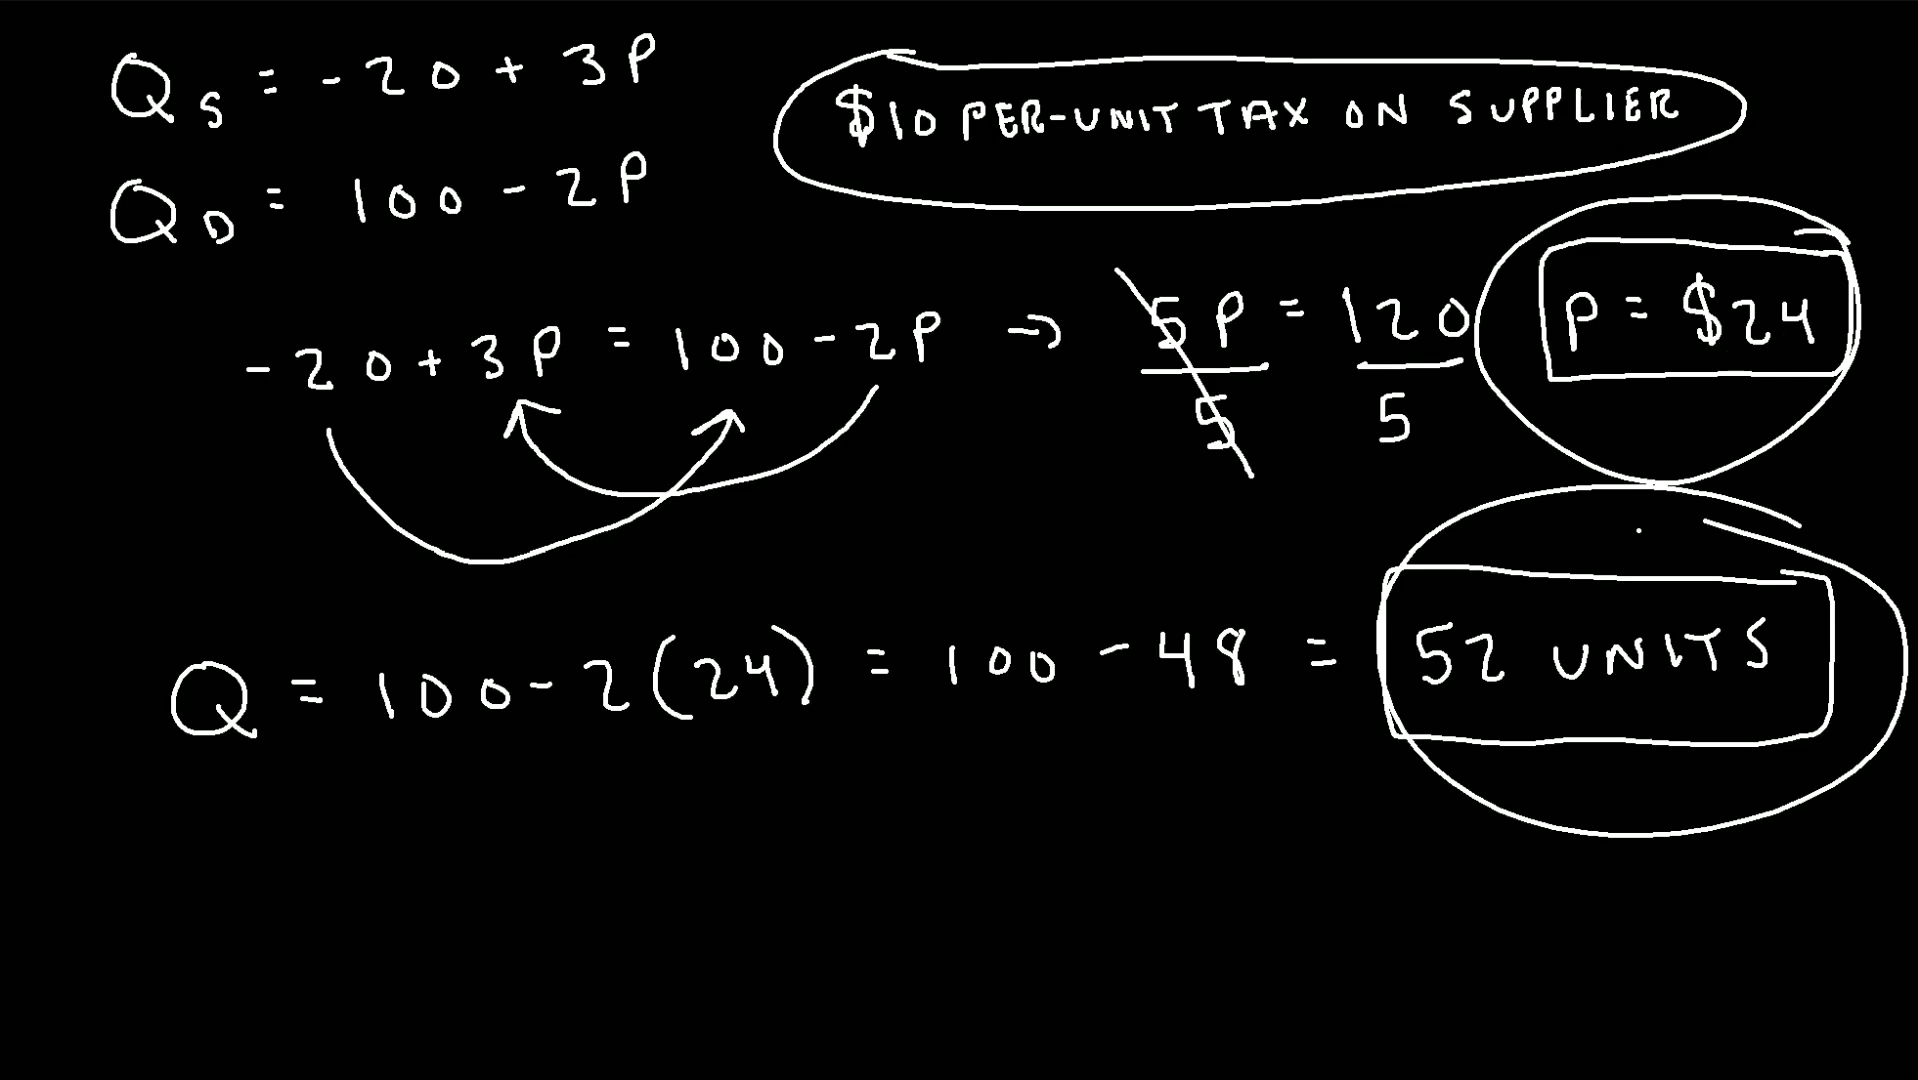 Qs = -20 + 3P
$10 PER-UNIT TAX ON SUPPLIER
QD = 100 - 2P
-20 + 3P = 100 - 2P → 5P/5 = 120/5 P = $24
Q = 100 - 2(24) = 100 - 48 = 52 UNITS